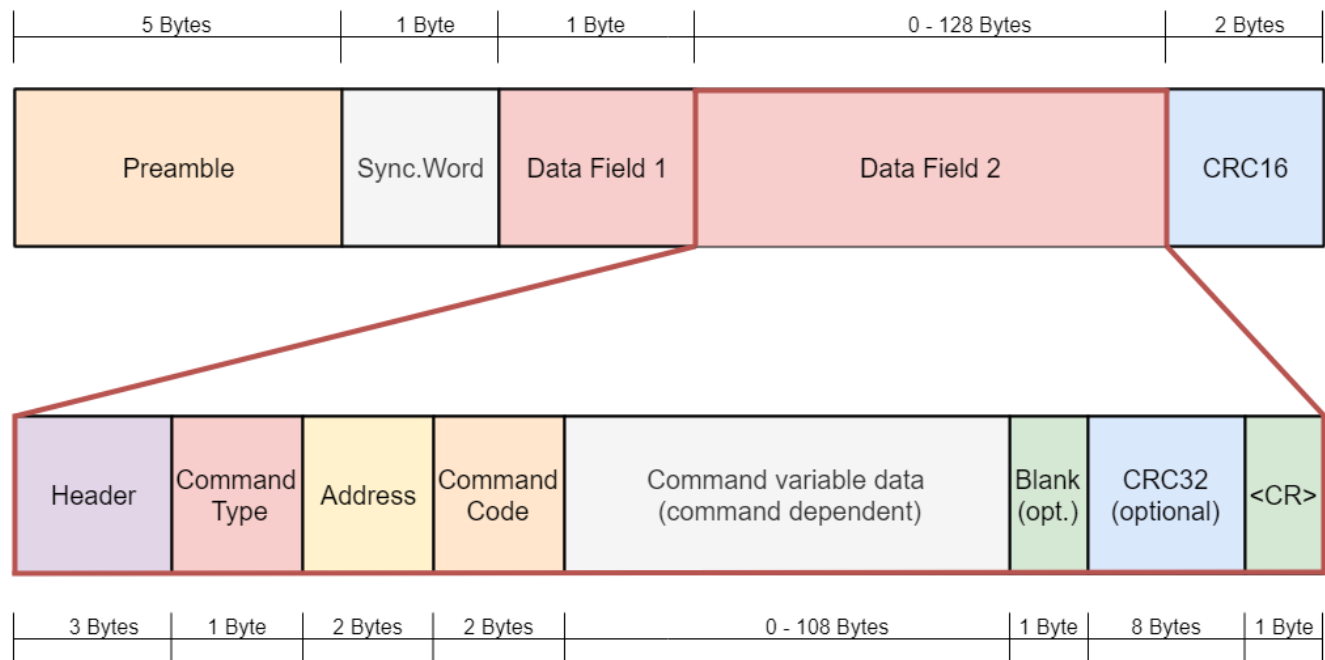 5 Bytes
1 Byte
1 Byte
0 - 128 Bytes
2 Bytes
Preamble
Sync.Word
Data Field 1
Data Field 2
CRC16
Header
Command
Type
Address
Command
Code
Command variable data
(command dependent)
Blank
(opt.)
CRC32
(optional)
<CR>
3 Bytes
1 Byte
2 Bytes
2 Bytes
0 - 108 Bytes
1 Byte
8 Bytes
1 Byte